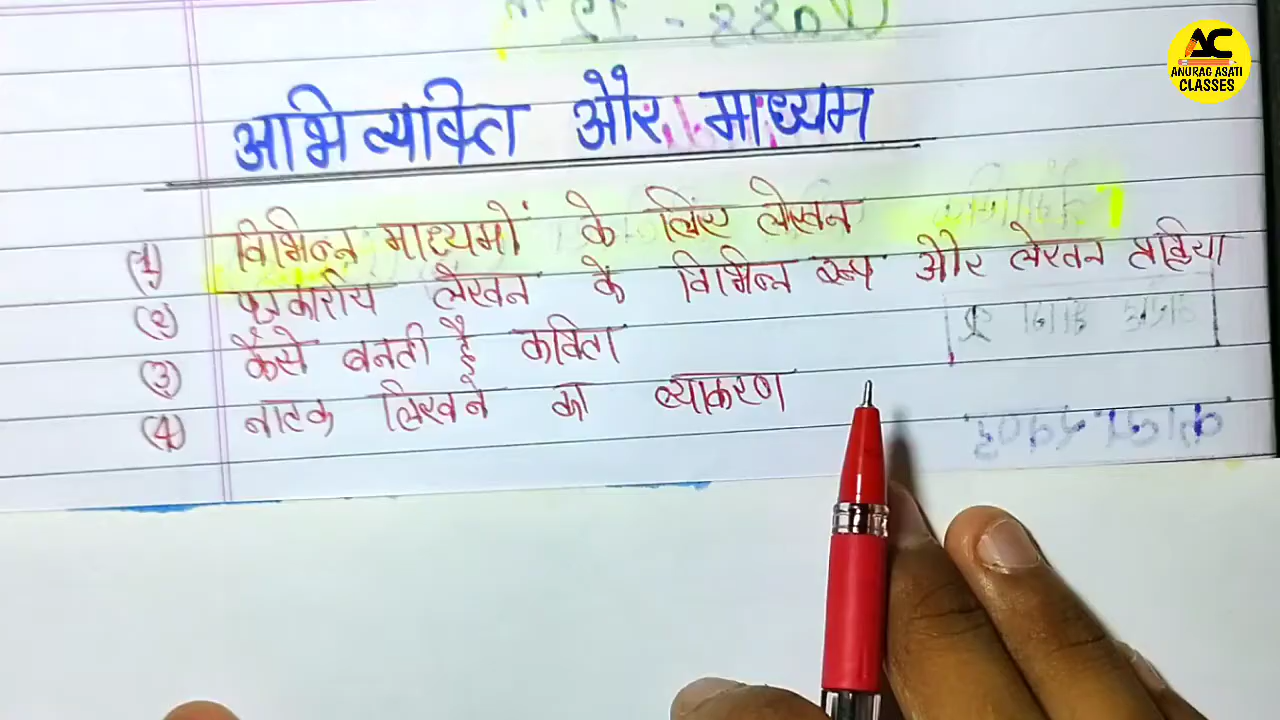 AC
ANURAG ASATI
CLASSES
अभिव्यक्ति और माध्यम
(1) विभिन्न माध्यमों के लिए लेखन
(2) पत्रकारीय लेखन के विभिन्न रूप और लेखन प्रक्रिया
(3) कैसे बनती है कविता
(4) नाटक लिखने का व्याकरण